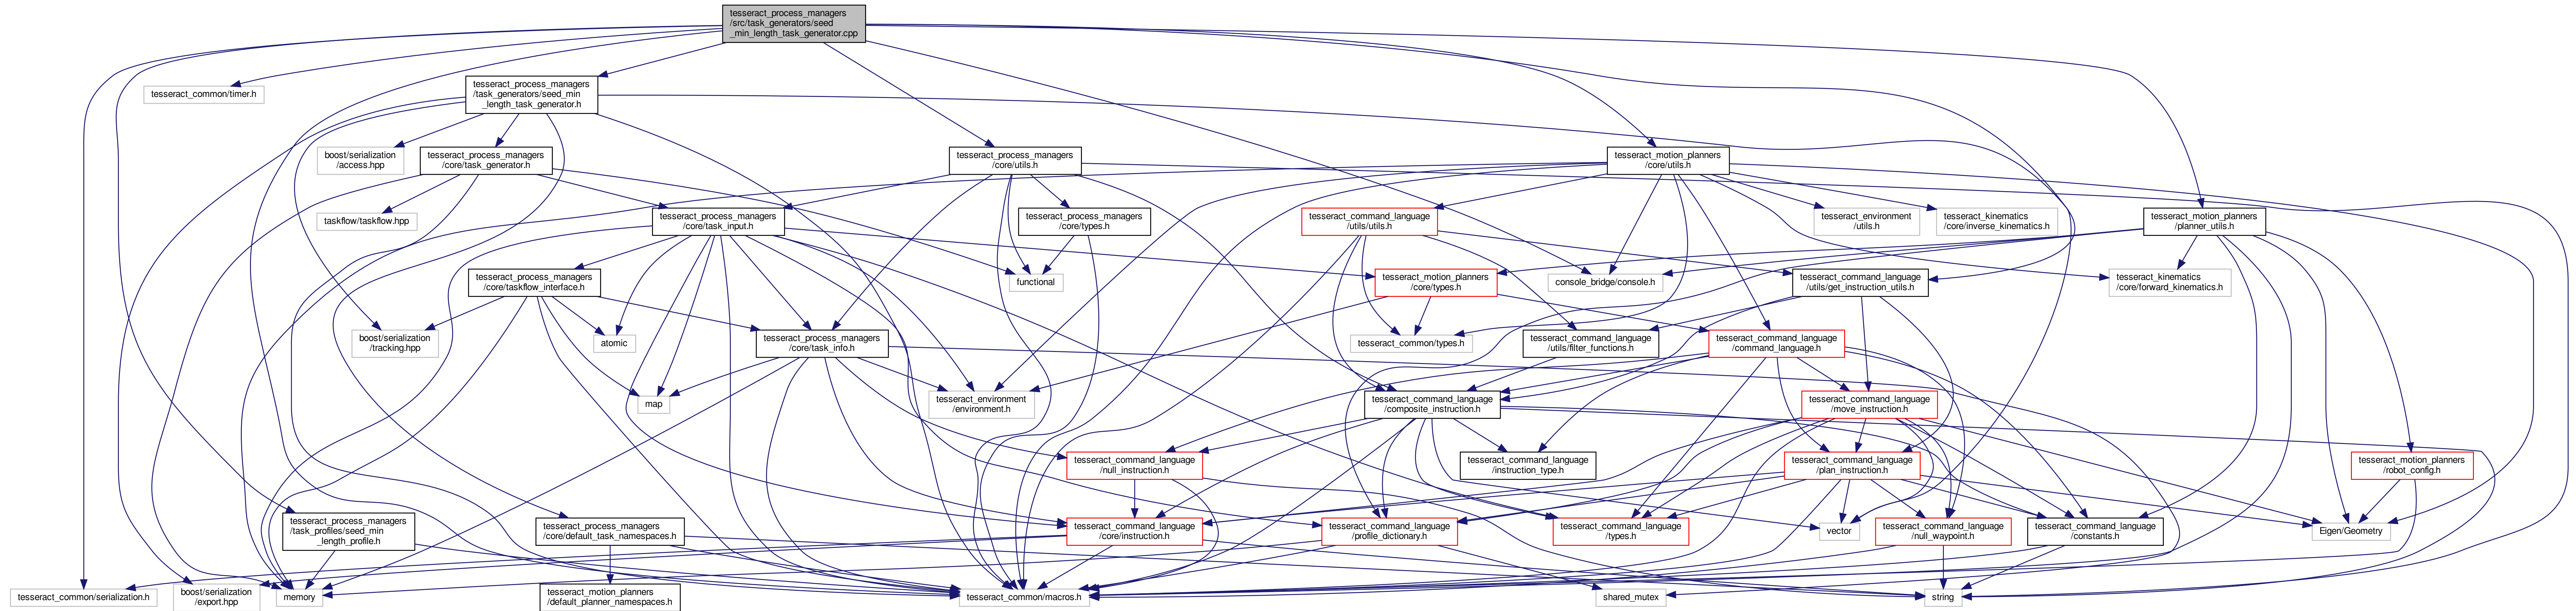 tesseract_process_managers
/src/task_generators/seed
_min_length_task_generator.cpp
tesseract_common/timer.h
tesseract_process_managers
/task_generators/seed_min
_length_task_generator.h
boost/serialization
/access.hpp
tesseract_process_managers
/core/task_generator.h
tesseract_process_managers
/core/utils.h
tesseract_motion_planners
/core/utils.h
taskflow/taskflow.hpp
tesseract_process_managers
/core/task_input.h
tesseract_process_managers
/core/types.h
tesseract_command_language
/utils/utils.h
tesseract_environment
/utils.h
tesseract_kinematics
/core/inverse_kinematics.h
tesseract_motion_planners
/planner_utils.h
tesseract_process_managers
/core/taskflow_interface.h
functional
tesseract_motion_planners
/core/types.h
console_bridge/console.h
tesseract_command_language
/utils/get_instruction_utils.h
tesseract_kinematics
/core/forward_kinematics.h
boost/serialization
/tracking.hpp
atomic
tesseract_process_managers
/core/task_info.h
tesseract_common/types.h
tesseract_command_language
/utils/filter_functions.h
tesseract_command_language
/command_language.h
map
tesseract_environment
/environment.h
tesseract_command_language
/composite_instruction.h
tesseract_command_language
/move_instruction.h
tesseract_command_language
/null_instruction.h
tesseract_command_language
/instruction_type.h
tesseract_command_language
/plan_instruction.h
tesseract_motion_planners
/robot_config.h
tesseract_process_managers
/task_profiles/seed_min
_length_profile.h
tesseract_process_managers
/core/default_task_namespaces.h
tesseract_command_language
/core/instruction.h
tesseract_command_language
/profile_dictionary.h
tesseract_command_language
/types.h
vector
tesseract_command_language
/null_waypoint.h
tesseract_command_language
/constants.h
Eigen/Geometry
tesseract_common/serialization.h
boost/serialization
/export.hpp
memory
tesseract_motion_planners
/default_planner_namespaces.h
tesseract_common/macros.h
shared_mutex
string